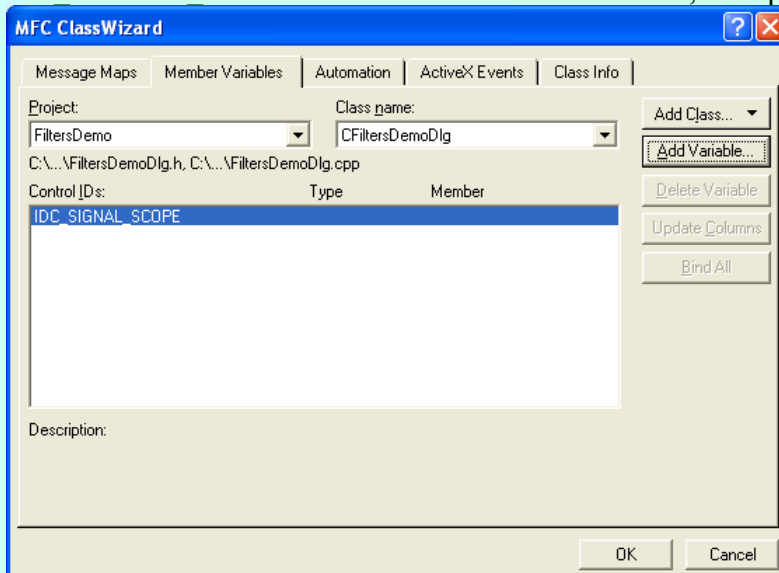 MFC ClassWizard
Message Maps Member Variables Automation ActiveX Events Class Info
Project: Class name:
FiltersDemo CFiltersDemoDlg
C:\...\FiltersDemoDlg.h, C:\...\FiltersDemoDlg.cpp
Control IDs: Type Member
IDC_SIGNAL_SCOPE
Add Class...
Add Variable...
Delete Variable
Update Columns
Bind All
Description:
OK Cancel